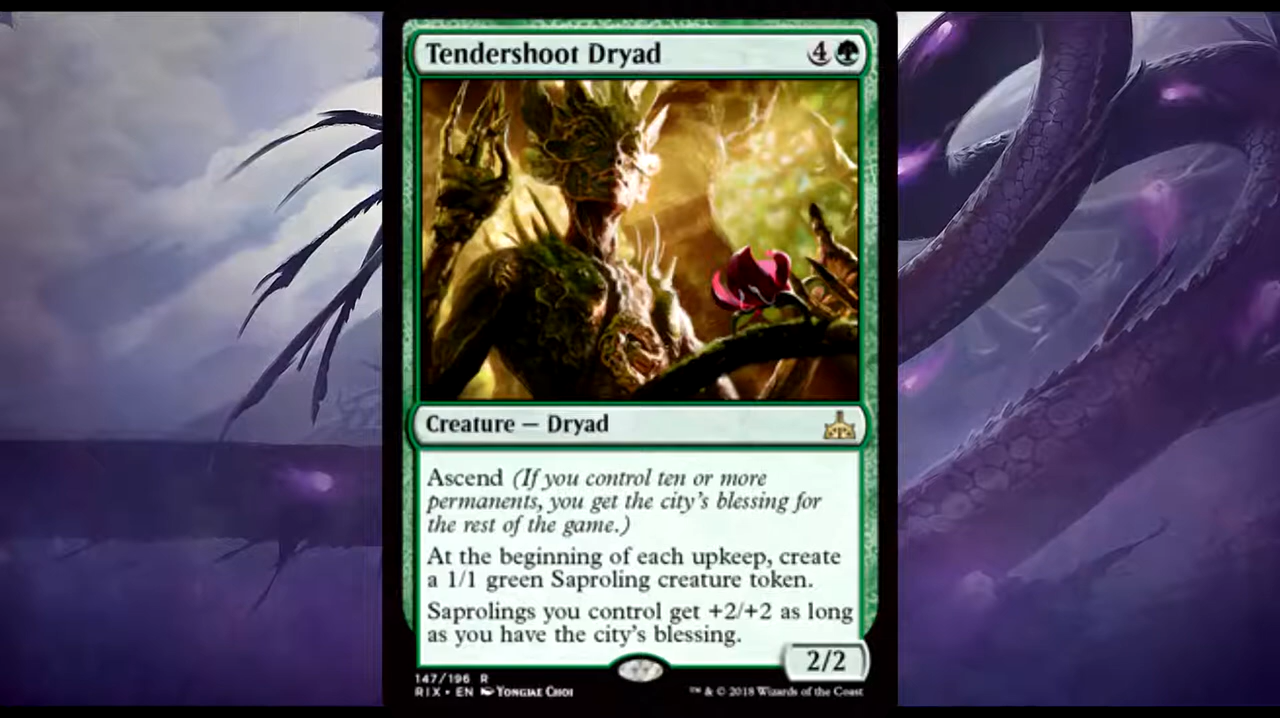 Tendershoot Dryad 4
Creature — Dryad
Ascend (If you control ten or more
permanents, you get the city's blessing for
the rest of the game.)
At the beginning of each upkeep, create
a 1/1 green Saproling creature token.
Saprolings you control get +2/+2 as long
as you have the city's blessing.
2/2
147/196 R
RIX • EN Yongjae Choi
™ & © 2018 Wizards of the Coast